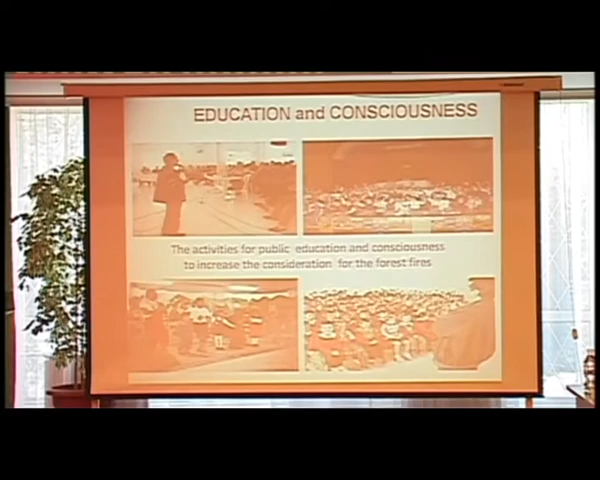 EDUCATION and CONSCIOUSNESS
The activities for public education and consciousness
to increase the consideration for the forest fires